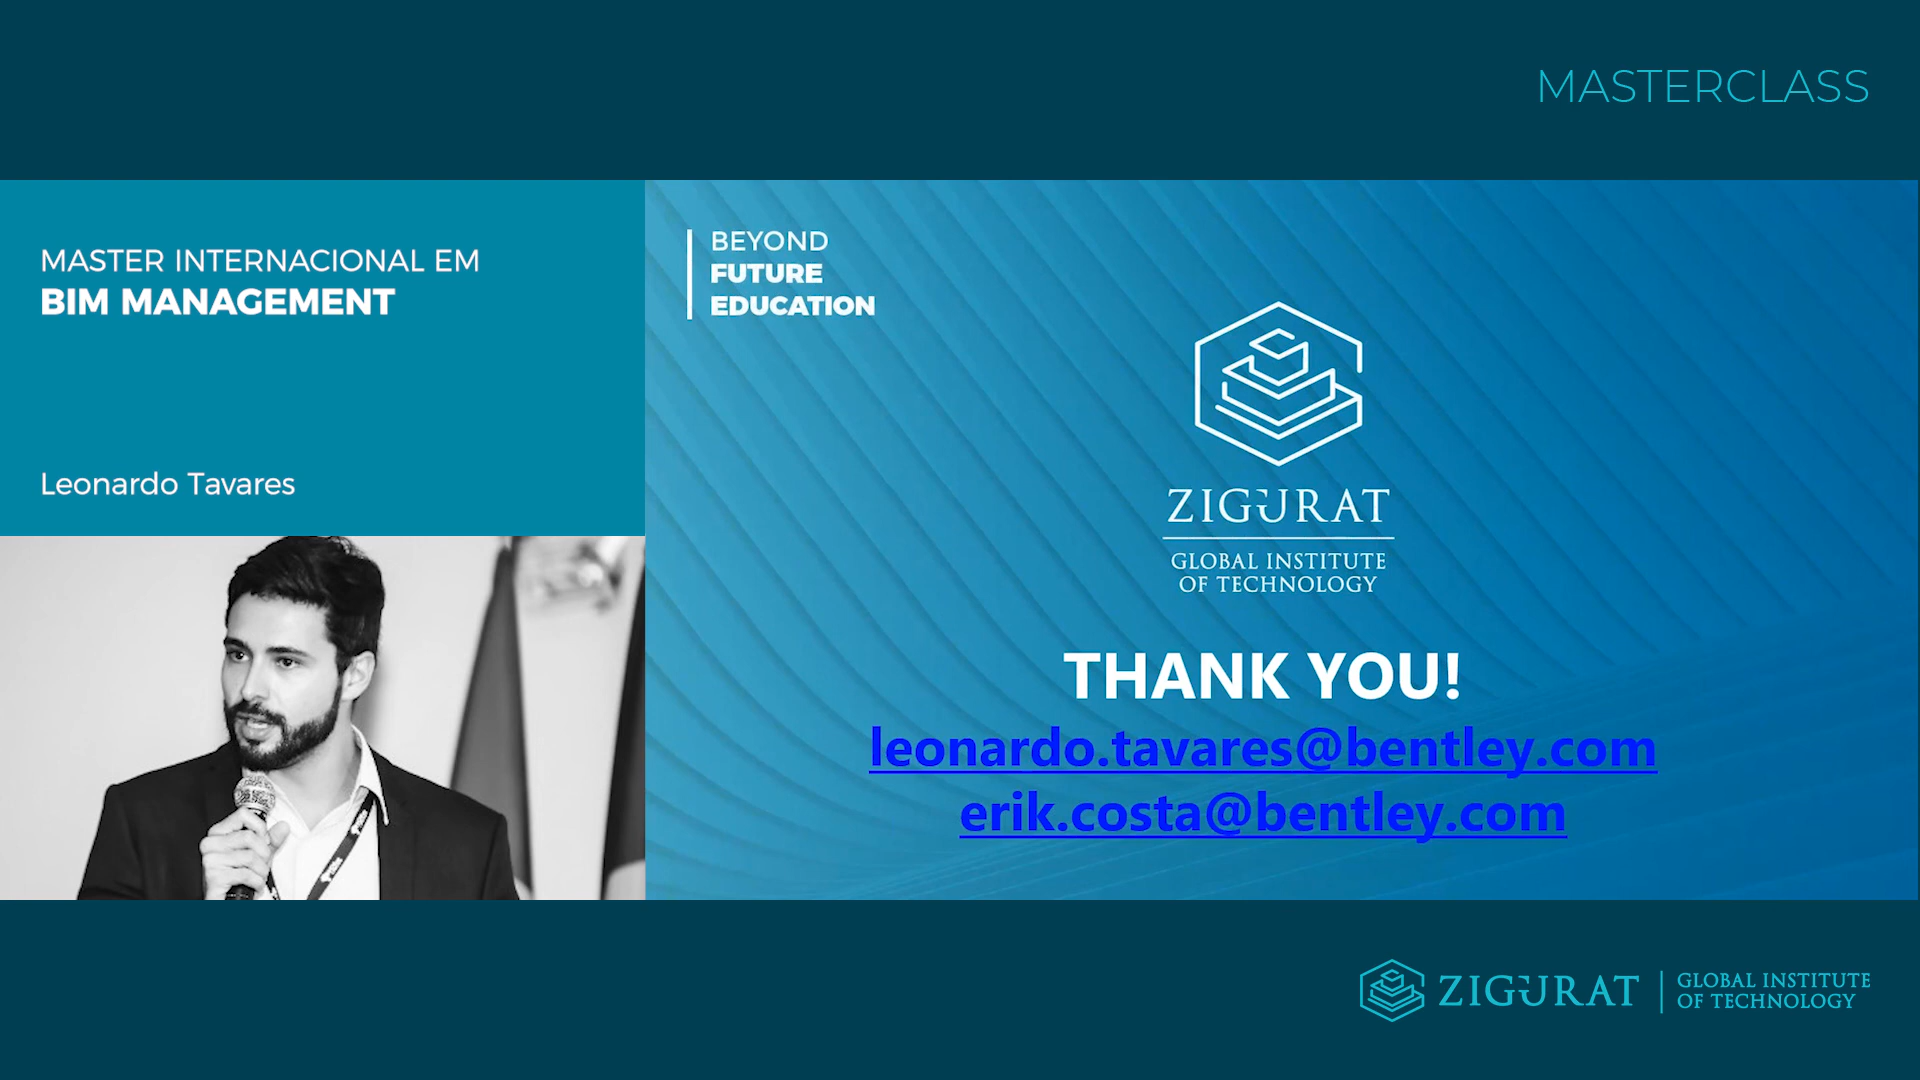 MASTERCLASS
MASTER INTERNACIONAL EM
BIM MANAGEMENT
Leonardo Tavares
BEYOND
FUTURE
EDUCATION
ZIGURAT
GLOBAL INSTITUTE
OF TECHNOLOGY
THANK YOU!
leonardo.tavares@bentley.com
erik.costa@bentley.com
ZIGURAT
GLOBAL INSTITUTE
OF TECHNOLOGY